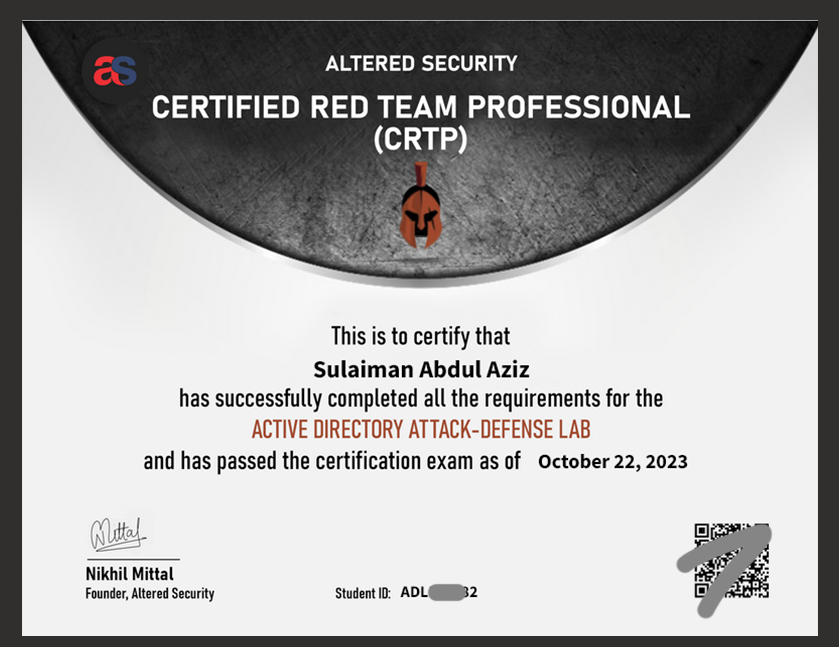 as
ALTERED SECURITY
CERTIFIED RED TEAM PROFESSIONAL
(CRTP)
This is to certify that
Sulaiman Abdul Aziz
has successfully completed all the requirements for the
ACTIVE DIRECTORY ATTACK-DEFENSE LAB
and has passed the certification exam as of October 22, 2023
Mittal
Nikhil Mittal
Founder, Altered Security
Student ID: ADL 32